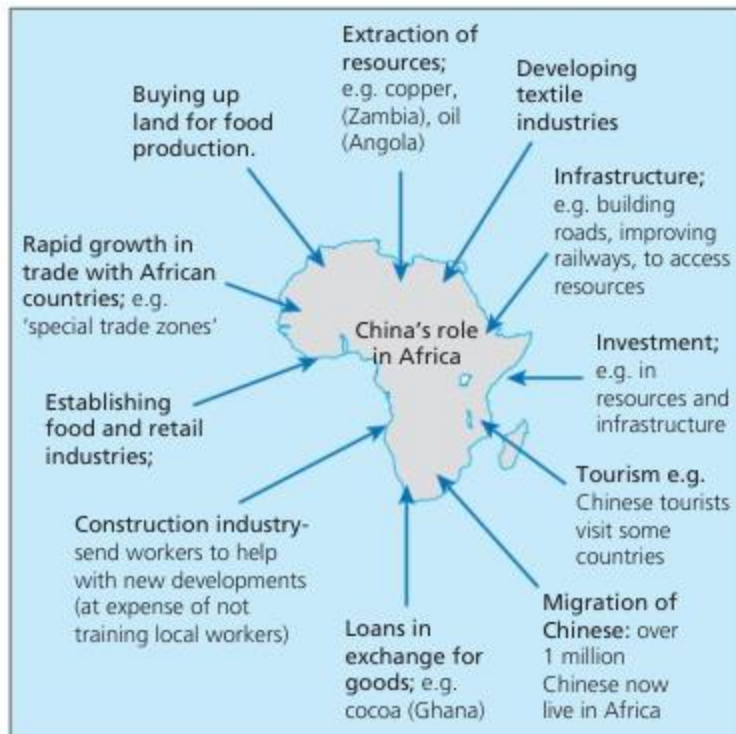 Extraction of
resources;
e.g. copper,
(Zambia), oil
(Angola)
Developing
textile
industries
Buying up
land for food
production.
Infrastructure;
e.g. building
roads, improving
railways, to access
resources
Rapid growth in
trade with African
countries; e.g.
'special trade zones'
China's role
in Africa
Investment;
e.g. in
resources and
infrastructure
Establishing
food and retail
industries;
Tourism e.g.
Chinese tourists
visit some
countries
Construction industry-
send workers to help
with new developments
(at expense of not
training local workers)
Loans in
exchange for
goods; e.g.
cocoa (Ghana)
Migration of
Chinese: over
1 million
Chinese now
live in Africa